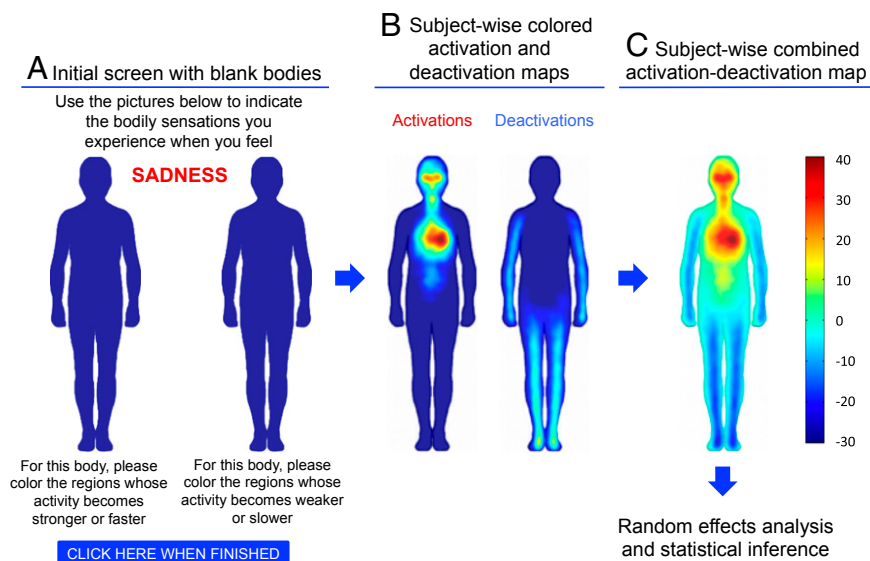 A Initial screen with blank bodies
Use the pictures below to indicate
the bodily sensations you
experience when you feel
SADNESS
For this body, please
color the regions whose
activity becomes
stronger or faster
For this body, please
color the regions whose
activity becomes weaker
or slower
CLICK HERE WHEN FINISHED
B Subject-wise colored
activation and
deactivation maps
Activations
Deactivations
C Subject-wise combined
activation-deactivation map
40
30
20
10
0
-10
-20
-30
Random effects analysis
and statistical inference